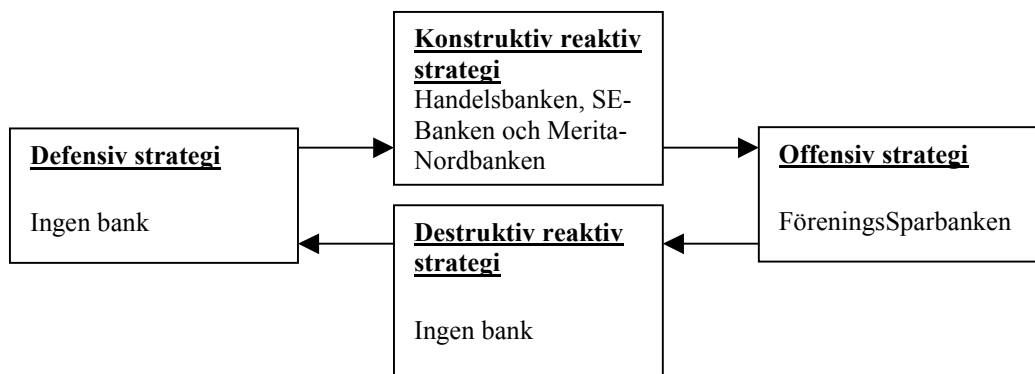 Konstruktiv reaktiv
strategi
Handelsbanken, SE-
Banken och Merita-
Nordbanken
Defensiv strategi
Ingen bank
Offensiv strategi
FöreningsSparbanken
Destruktiv reaktiv
strategi
Ingen bank